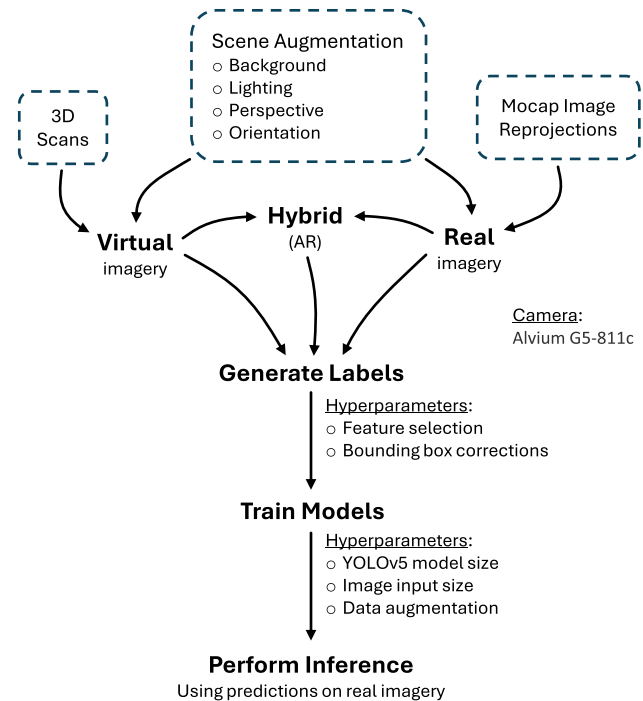 Scene Augmentation
○ Background
○ Lighting
○ Perspective
○ Orientation
3D
Scans
Mocap Image
Reprojections
Hybrid
(AR)
Virtual
imagery
Real
imagery
Camera:
Alvium G5-811c
Generate Labels
Hyperparameters:
○ Feature selection
○ Bounding box corrections
Train Models
Hyperparameters:
○ YOLOv5 model size
○ Image input size
○ Data augmentation
Perform Inference
Using predictions on real imagery